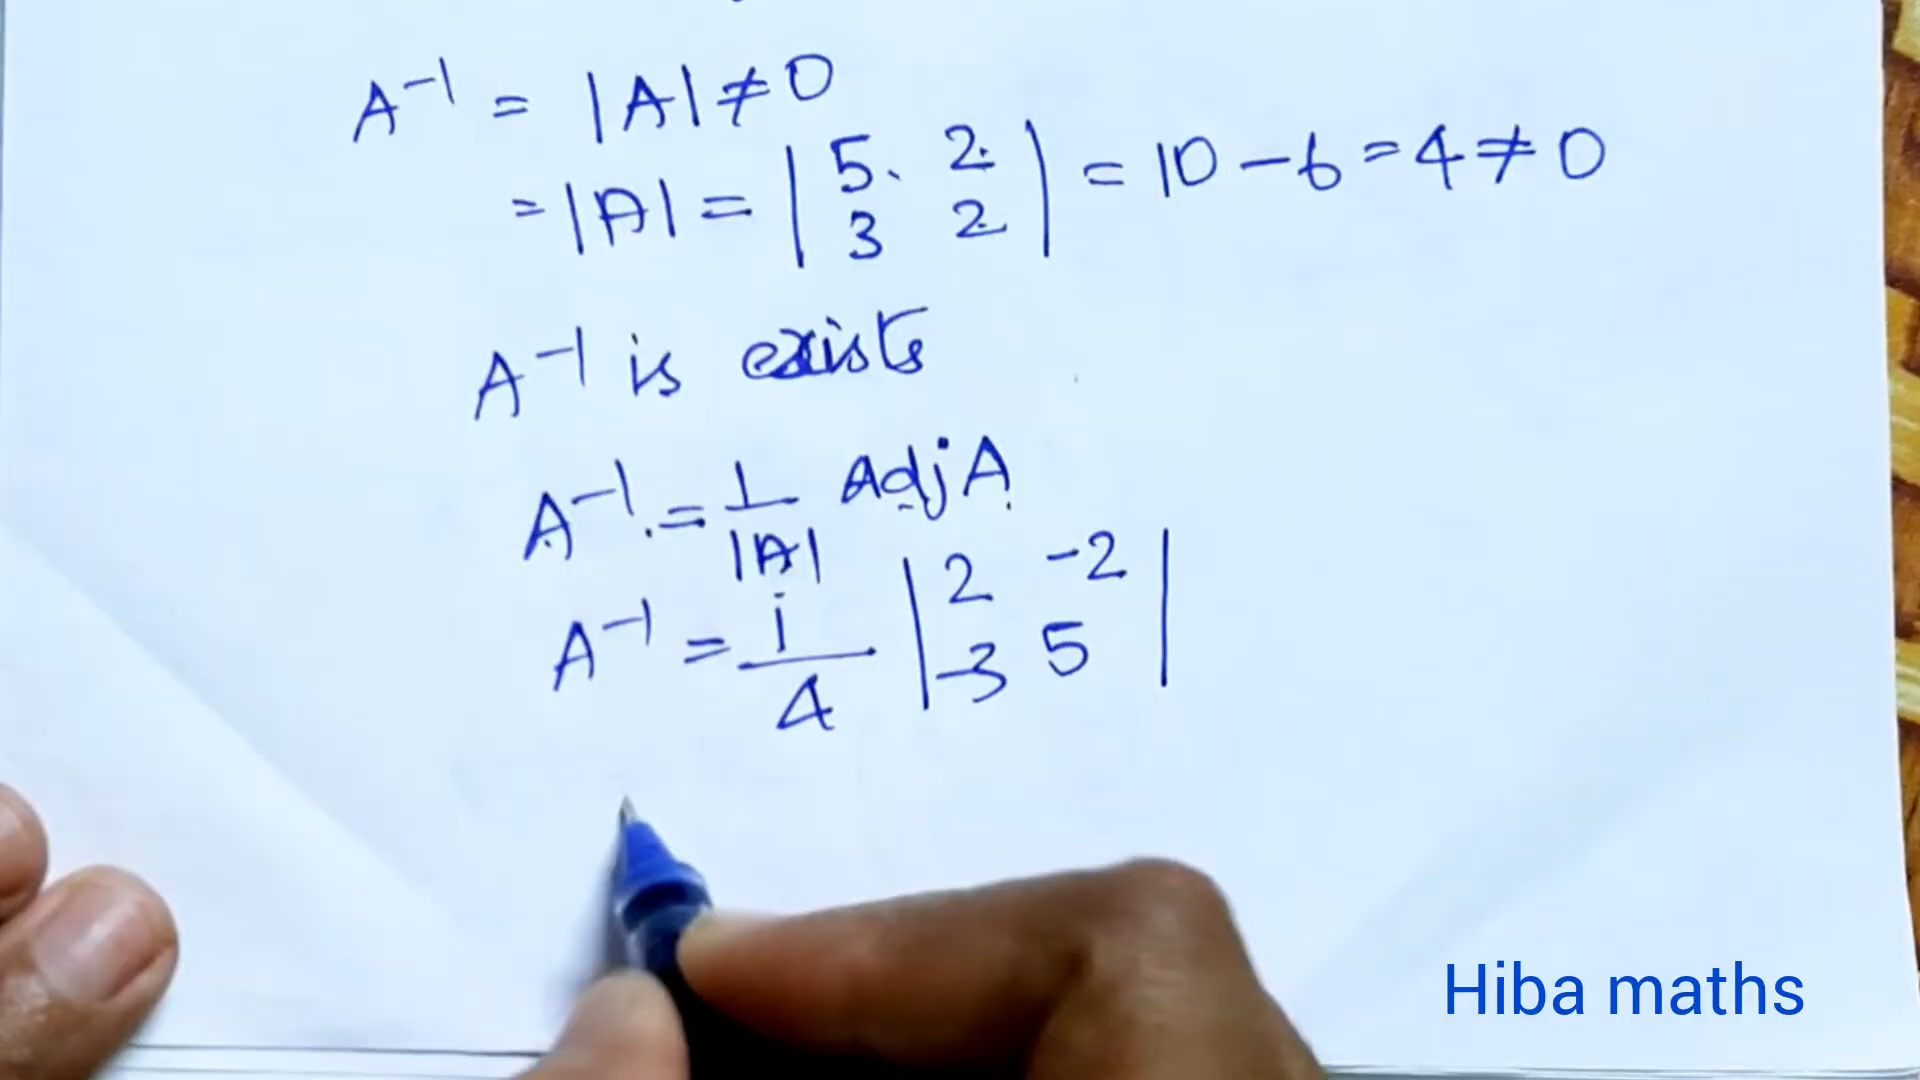 A⁻¹ = |A| ≠ 0
= |A| = | 5 2 | = 10 - 6 = 4 ≠ 0
| 3 2 |
A⁻¹ is exists
A⁻¹ = 1/|A| AdjA
A⁻¹ = 1/4 | 2 -2 |
| -3 5 |
Hiba maths